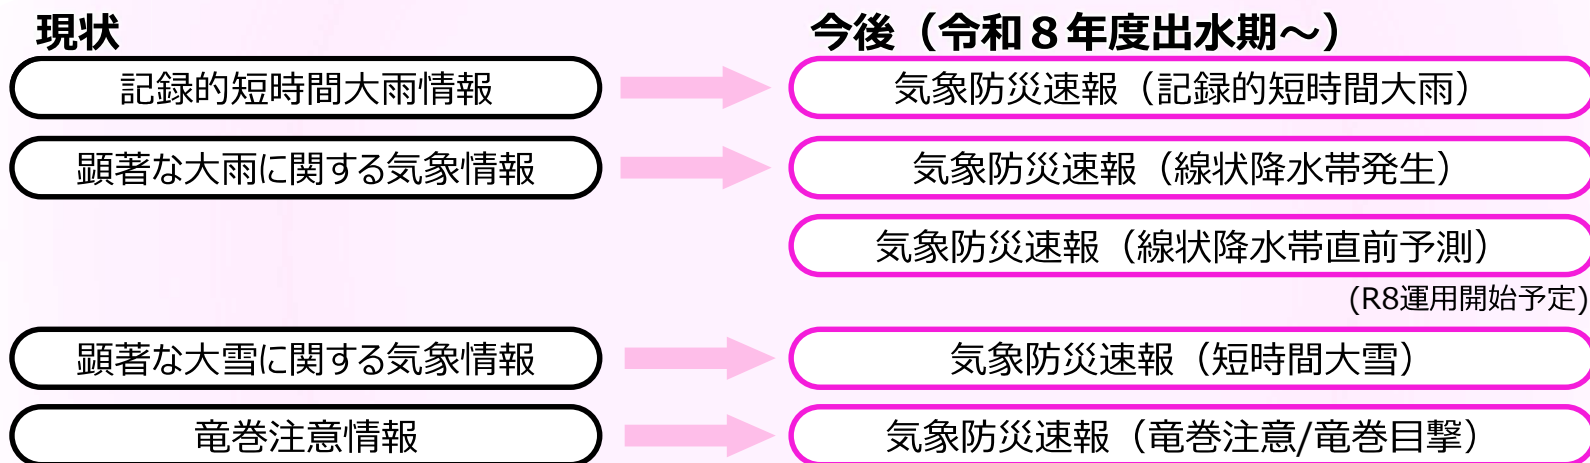 現状
今後（令和８年度出水期～）
記録的短時間大雨情報
気象防災速報（記録的短時間大雨）
顕著な大雨に関する気象情報
気象防災速報（線状降水帯発生）
気象防災速報（線状降水帯直前予測）
(R8運用開始予定)
顕著な大雪に関する気象情報
気象防災速報（短時間大雪）
竜巻注意情報
気象防災速報（竜巻注意/竜巻目撃）